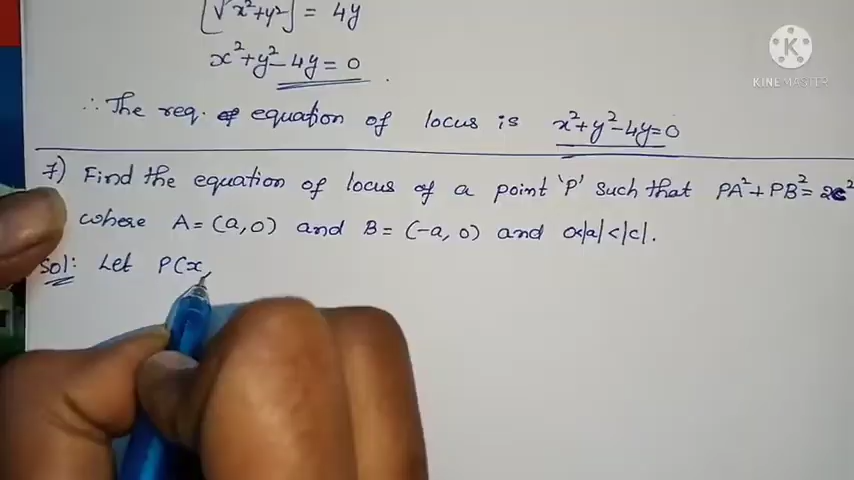 [√x²+y²] = 4y
x²+y²-4y=0.
∴ The req. equation of locus is x²+y²-4y=0
7) Find the equation of locus of a point 'P' such that PA²+PB²=2c²
where A=(a,0) and B=(-a,0) and 0<|a|<|c|.
Sol: Let P(x,
KINEMASTER